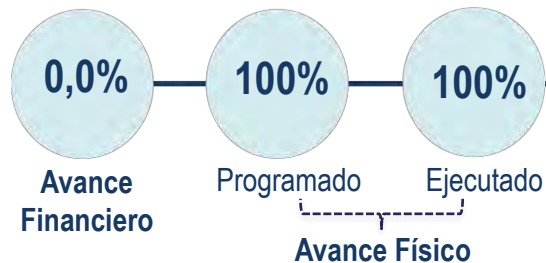 0,0%
100%
100%
Avance
Financiero
Programado
Ejecutado
Avance Físico